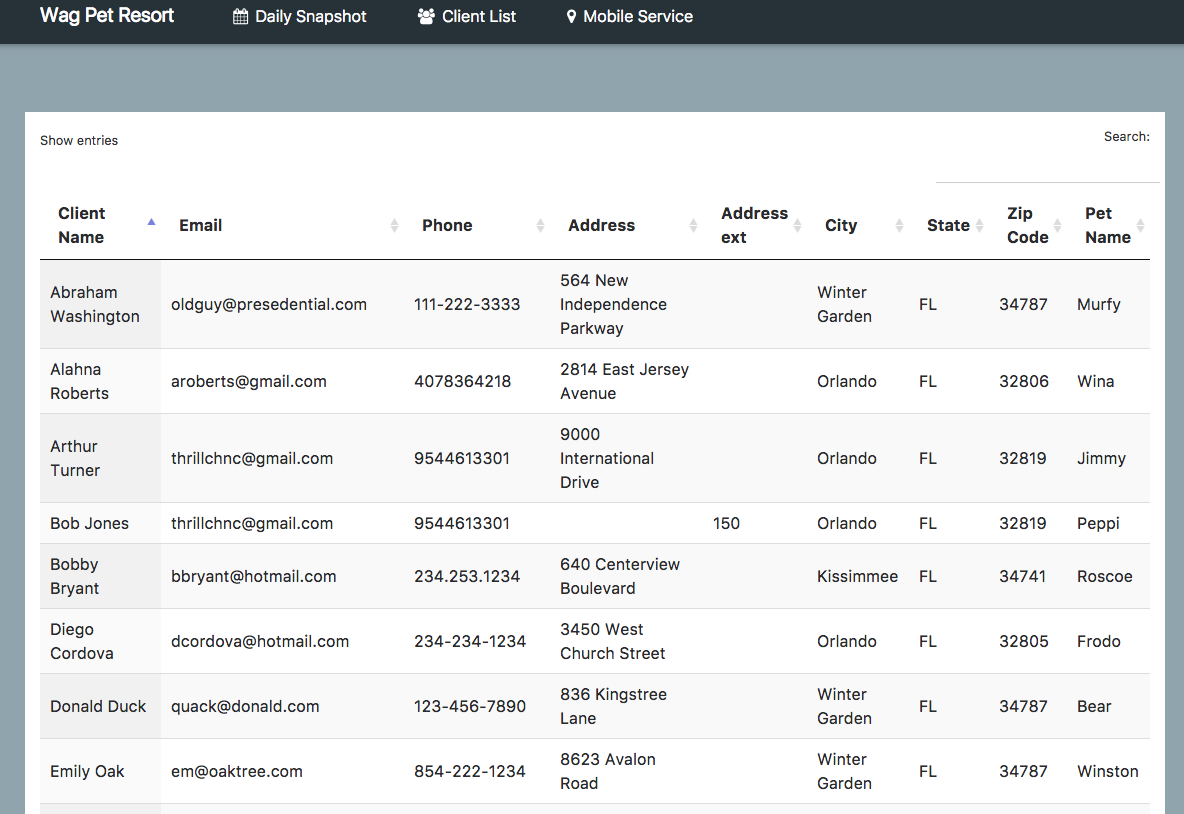 Wag Pet Resort Daily Snapshot Client List Mobile Service
Show entries
Search:
Client Name Email Phone Address Address ext City State Zip Code Pet Name
Abraham Washington oldguy@presedential.com 111-222-3333 564 New Independence Parkway Winter Garden FL 34787 Murfy
Alahna Roberts aroberts@gmail.com 4078364218 2814 East Jersey Avenue Orlando FL 32806 Wina
Arthur Turner thrillchnc@gmail.com 9544613301 9000 International Drive Orlando FL 32819 Jimmy
Bob Jones thrillchnc@gmail.com 9544613301 150 Orlando FL 32819 Peppi
Bobby Bryant bbryant@hotmail.com 234.253.1234 640 Centerview Boulevard Kissimmee FL 34741 Roscoe
Diego Cordova dcordova@hotmail.com 234-234-1234 3450 West Church Street Orlando FL 32805 Frodo
Donald Duck quack@donald.com 123-456-7890 836 Kingstree Lane Winter Garden FL 34787 Bear
Emily Oak em@oaktree.com 854-222-1234 8623 Avalon Road Winter Garden FL 34787 Winston